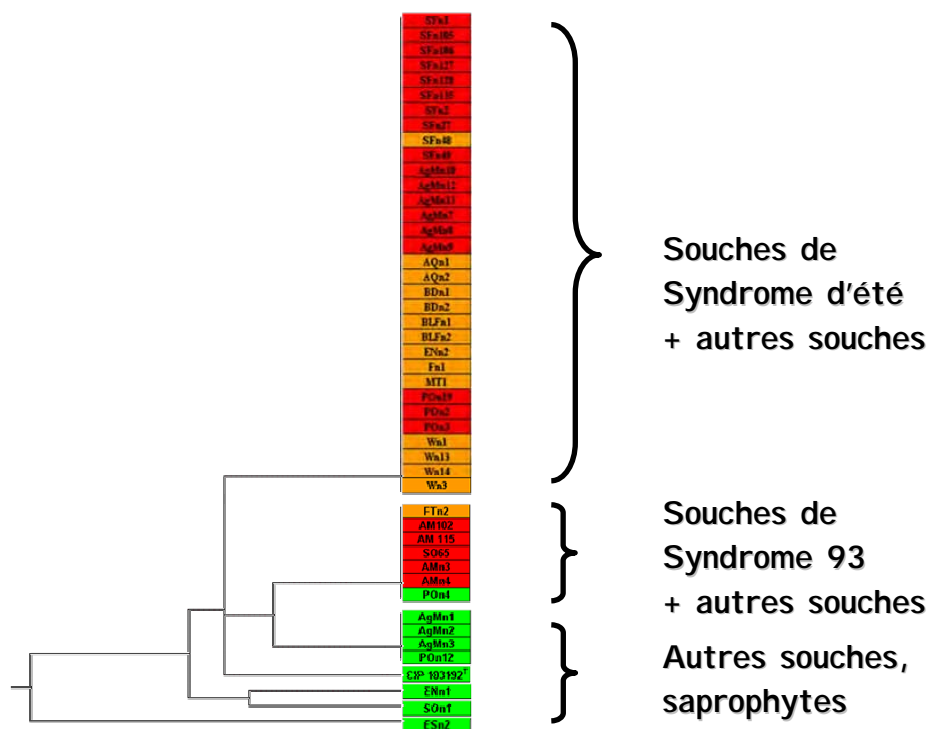 SFn1
SFn105
SFn106
SFn127
SFn128
SFn135
SFn2
SFn37
SFn48
SFn49
AgMn10
AgMn12
AgMn13
AgMn7
AgMn8
AgMn9
AQn1
AQn2
BDn1
BDn2
BLFn1
BLFn2
ENn2
Fn1
MT1
POn19
POn2
POn3
Wn1
Wn13
Wn14
Wn3
Souches de
Syndrome d'été
+ autres souches
FTn2
AM102
AM 115
SO65
AMn3
AMn4
POn4
Souches de
Syndrome 93
+ autres souches
AgMn1
AgMn2
AgMn3
POn12
CIP 103192T
ENn1
SOn1
ESn2
Autres souches,
saprophytes